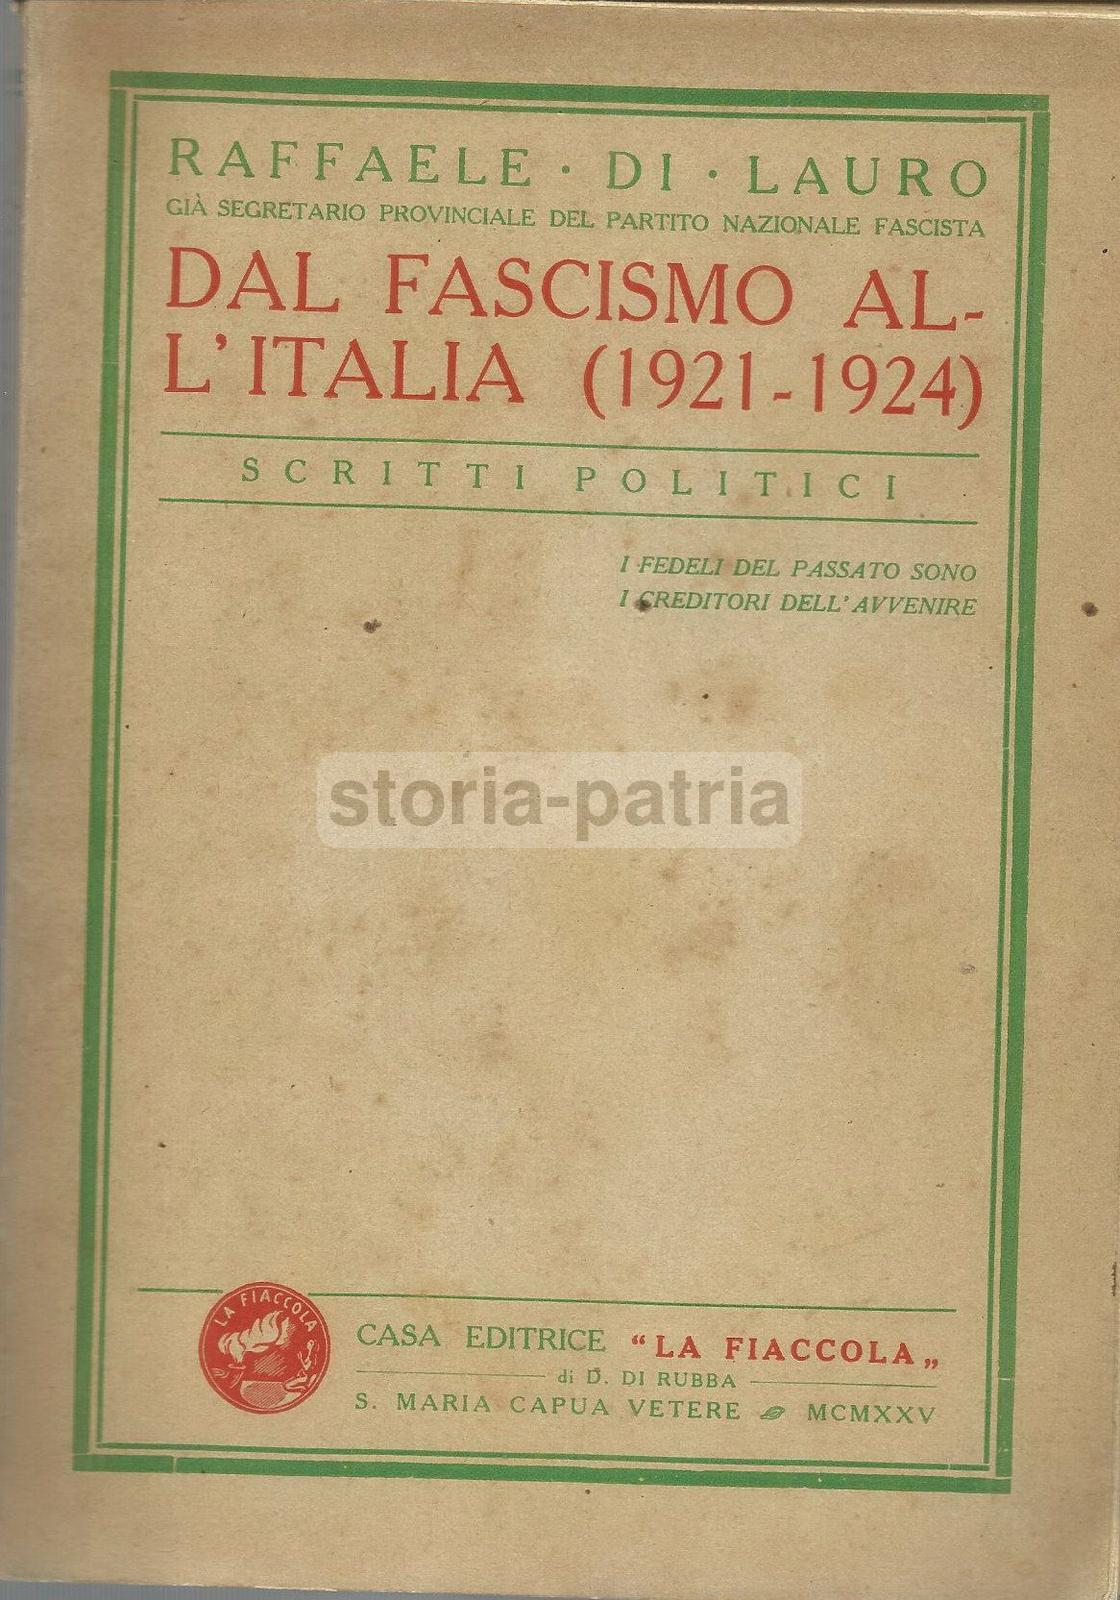 RAFFAELE · DI · LAURO
GIÀ SEGRETARIO PROVINCIALE DEL PARTITO NAZIONALE FASCISTA
DAL FASCISMO AL-
L'ITALIA (1921-1924)
SCRITTI POLITICI
I FEDELI DEL PASSATO SONO
I CREDITORI DELL'AVVENIRE
storia-patria
LA FIACCOLA
CASA EDITRICE “LA FIACCOLA„
di D. DI RUBBA
S. MARIA CAPUA VETERE MCMXXV